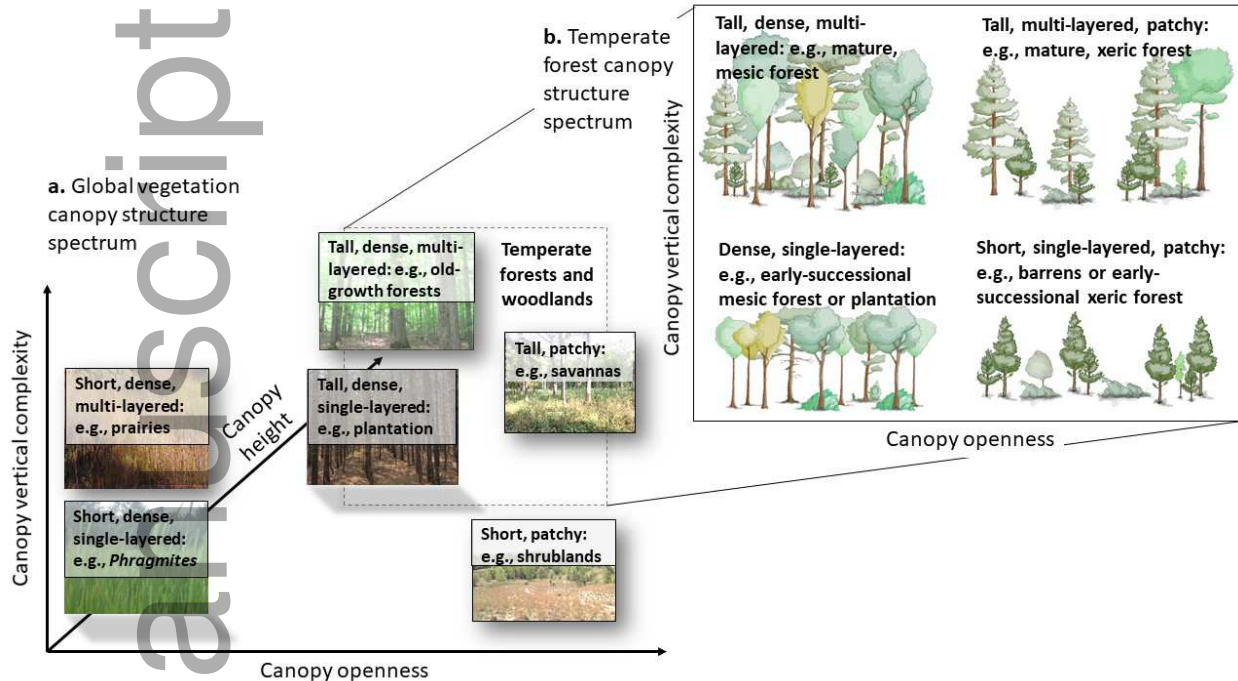 anuscript
a. Global vegetation
canopy structure
spectrum
Canopy vertical complexity
Canopy openness
Canopy
height
Short, dense,
multi-layered:
e.g., prairies
Short, dense,
single-layered:
e.g., Phragmites
Tall, dense, multi-
layered: e.g., old-
growth forests
Tall, dense,
single-layered:
e.g., plantation
Temperate
forests and
woodlands
Tall, patchy:
e.g., savannas
Short, patchy:
e.g., shrublands
b. Temperate
forest canopy
structure
spectrum
Canopy vertical complexity
Tall, dense, multi-
layered: e.g., mature,
mesic forest
Tall, multi-layered, patchy:
e.g., mature, xeric forest
Dense, single-layered:
e.g., early-successional
mesic forest or plantation
Short, single-layered, patchy:
e.g., barrens or early-
successional xeric forest
Canopy openness